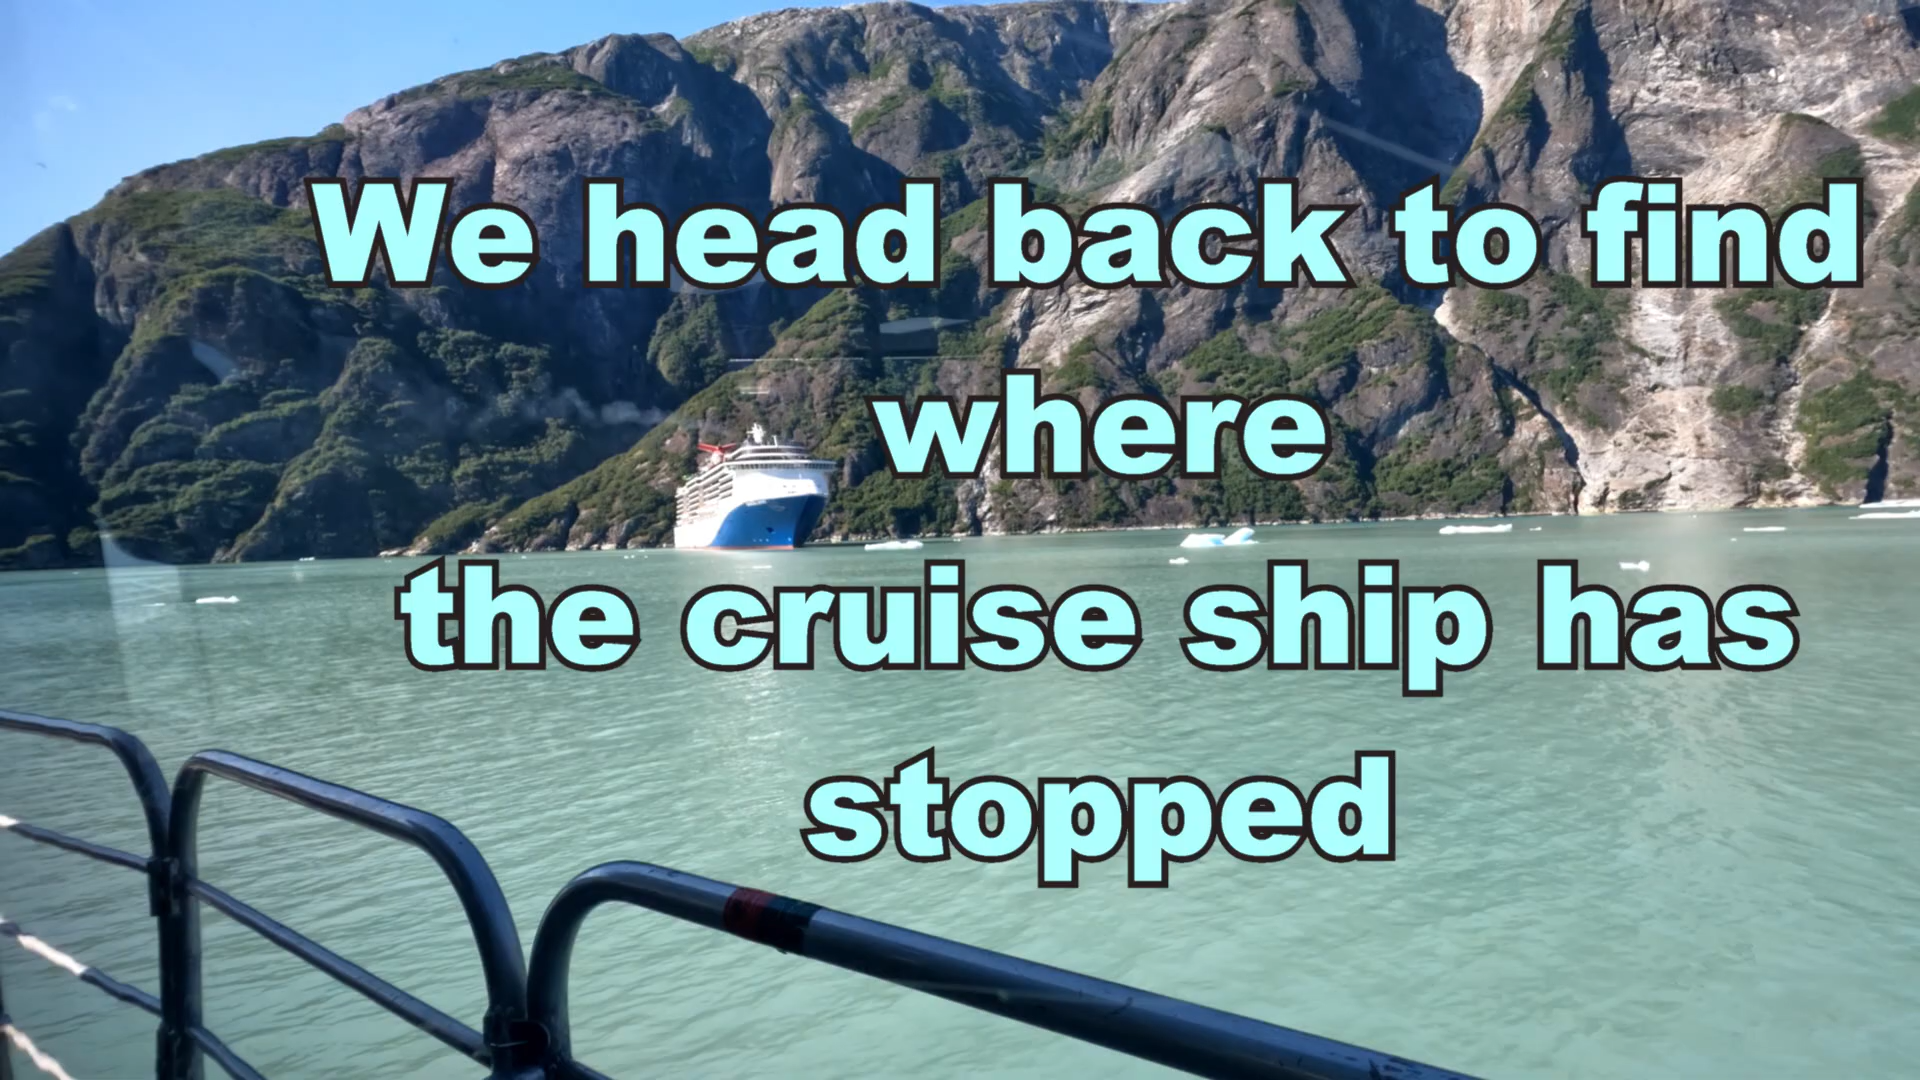 We head back to find
where
the cruise ship has
stopped